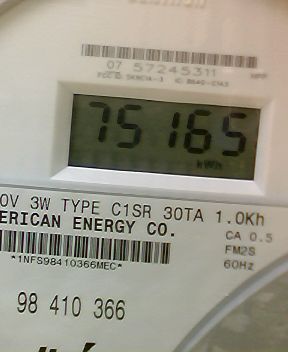 07 57245311
75165
kWh
0V 3W TYPE C1SR 30TA 1.0Kh
ERICAN ENERGY CO.
CA 0.5
FM2S
60Hz
*1NFS98410366MEC*
98 410 366